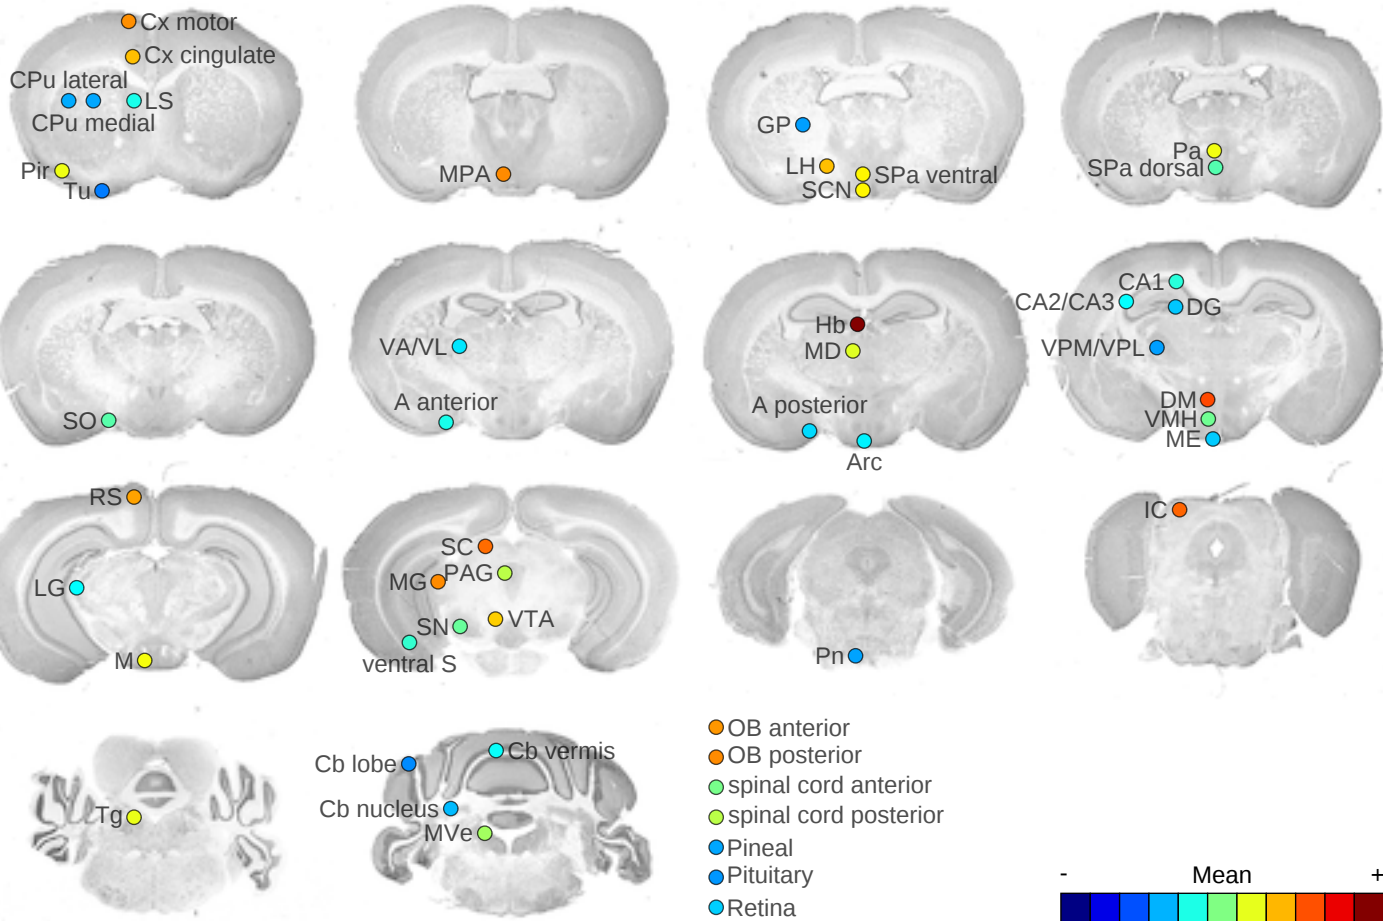 Cx motor
Cx cingulate
CPu lateral
LS
CPu medial
Pir
Tu
MPA
GP
LH
SPa ventral
SCN
Pa
SPa dorsal
SO
VA/VL
A anterior
Hb
MD
A posterior
Arc
CA1
CA2/CA3
DG
VPM/VPL
DM
VMH
ME
RS
LG
M
SC
MG
PAG
SN
VTA
ventral S
Pn
IC
Tg
Cb lobe
Cb vermis
Cb nucleus
MVe
OB anterior
OB posterior
spinal cord anterior
spinal cord posterior
Pineal
Pituitary
Retina
- Mean +